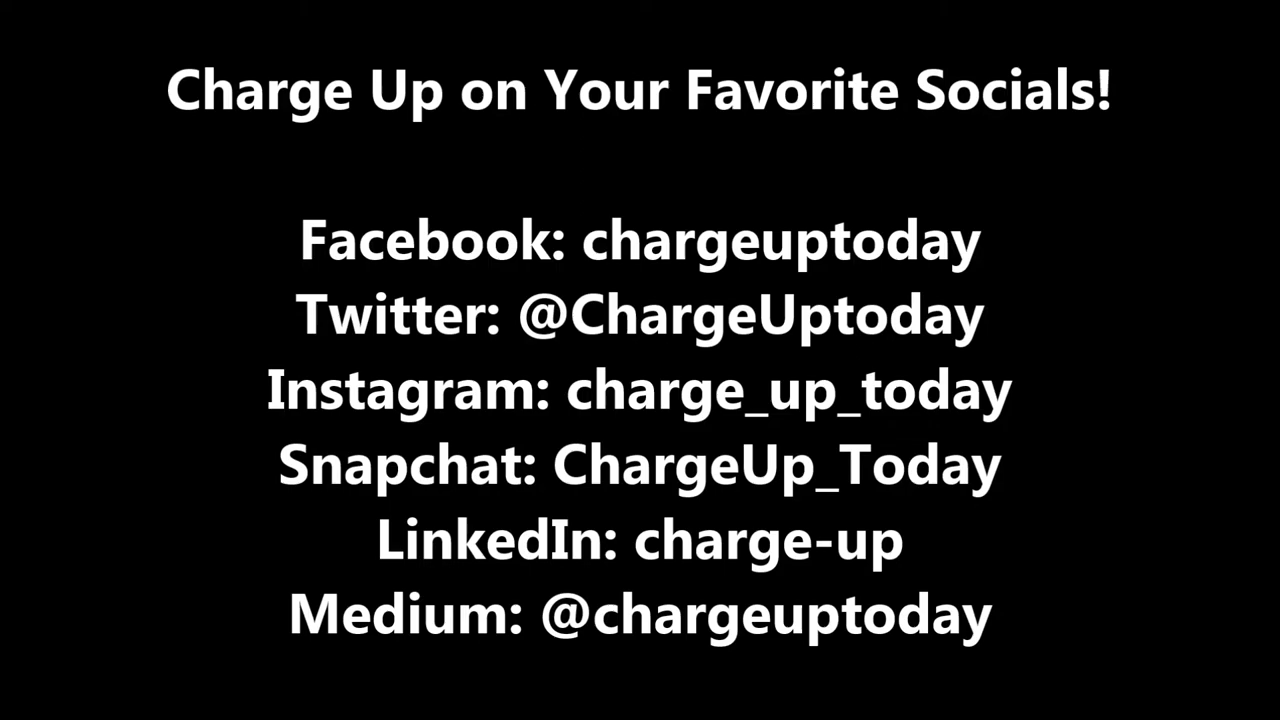 Charge Up on Your Favorite Socials!
Facebook: chargeuptoday
Twitter: @ChargeUptoday
Instagram: charge_up_today
Snapchat: ChargeUp_Today
LinkedIn: charge-up
Medium: @chargeuptoday